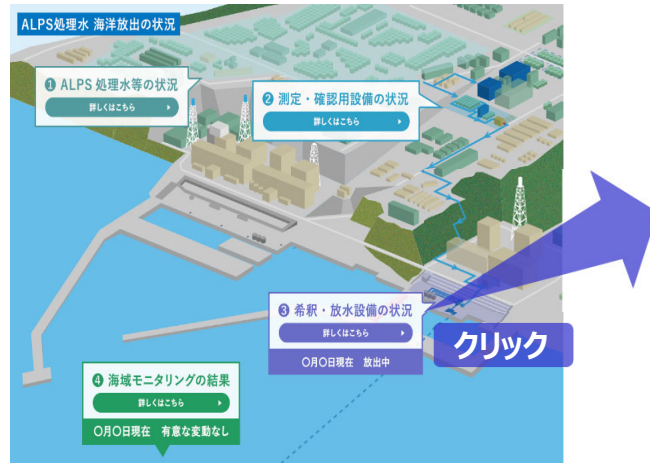 ALPS処理水 海洋放出の状況
❶ ALPS 処理水等の状況
詳しくはこちら
❷ 測定・確認用設備の状況
詳しくはこちら
❸ 希釈・放水設備の状況
詳しくはこちら
〇月〇日現在 放出中
クリック
❹ 海域モニタリングの結果
詳しくはこちら
〇月〇日現在 有意な変動なし